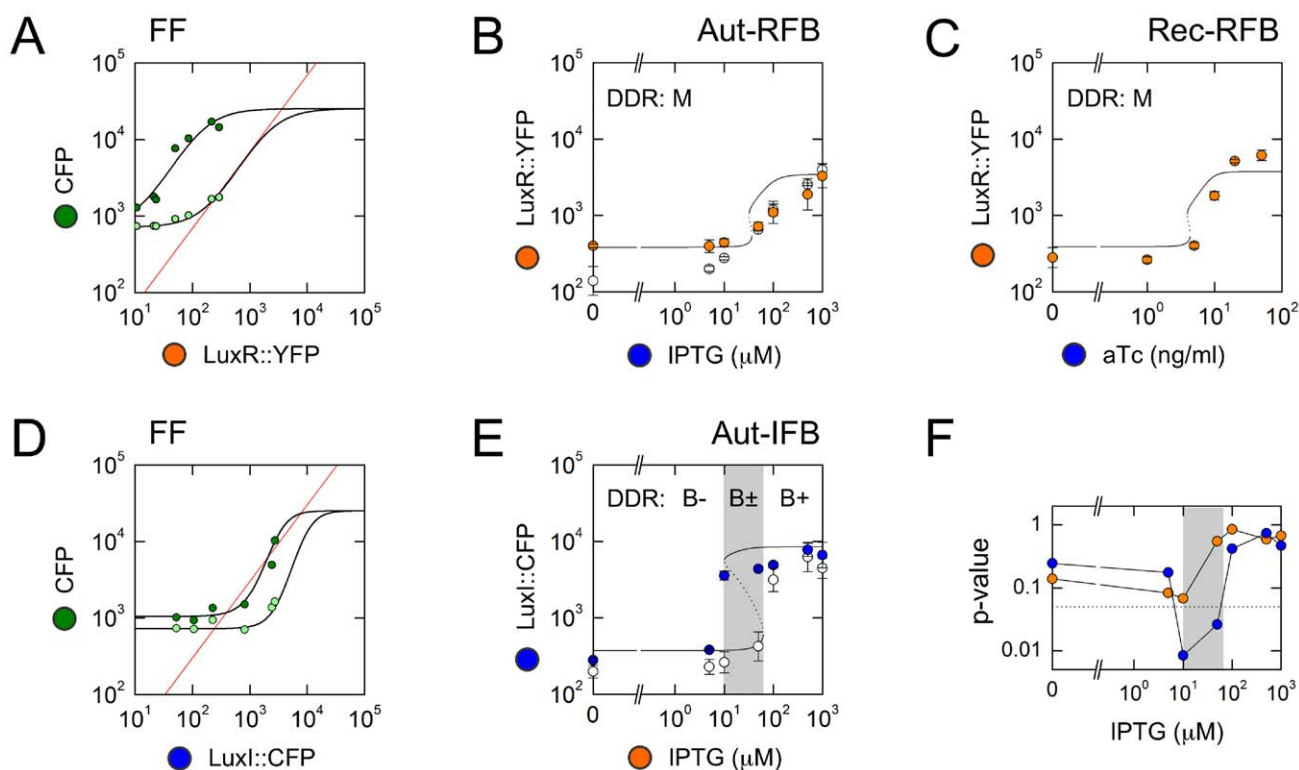 A
FF
10^5
10^4
10^3
10^2
CFP
10^1 10^2 10^3 10^4 10^5
LuxR::YFP
B
Aut-RFB
10^5
10^4
10^3
10^2
DDR: M
LuxR::YFP
0 10^0 10^1 10^2 10^3
IPTG (μM)
C
Rec-RFB
10^5
10^4
10^3
10^2
DDR: M
LuxR::YFP
0 10^0 10^1 10^2
aTc (ng/ml)
D
FF
10^5
10^4
10^3
10^2
CFP
10^1 10^2 10^3 10^4 10^5
LuxI::CFP
E
Aut-IFB
10^5
10^4
10^3
10^2
DDR: B- B± B+
LuxI::CFP
0 10^0 10^1 10^2 10^3
IPTG (μM)
F
1
0.1
0.01
p-value
0 10^0 10^1 10^2 10^3
IPTG (μM)